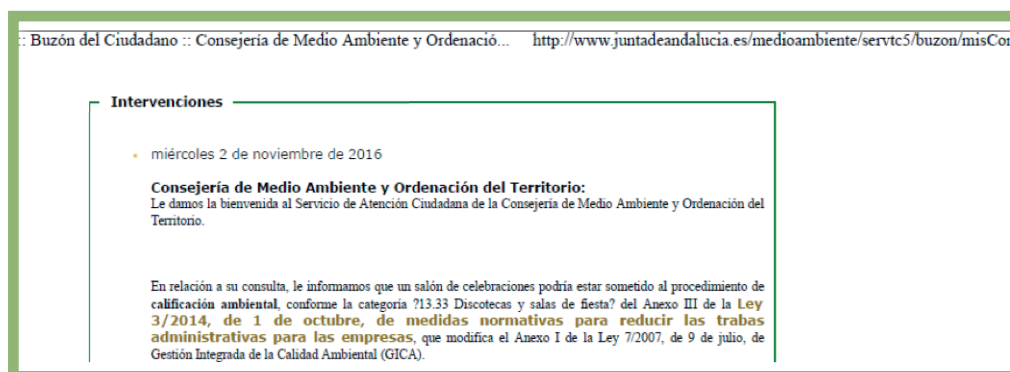 :: Buzón del Ciudadano :: Consejería de Medio Ambiente y Ordenació... http://www.juntadeandalucia.es/medioambiente/servtc5/buzon/misCon
Intervenciones
miércoles 2 de noviembre de 2016
Consejería de Medio Ambiente y Ordenación del Territorio:
Le damos la bienvenida al Servicio de Atención Ciudadana de la Consejería de Medio Ambiente y Ordenación del
Territorio.
En relación a su consulta, le informamos que un salón de celebraciones podría estar sometido al procedimiento de
calificación ambiental, conforme la categoría ?13.33 Discotecas y salas de fiesta? del Anexo III de la Ley
3/2014, de 1 de octubre, de medidas normativas para reducir las trabas
administrativas para las empresas, que modifica el Anexo I de la Ley 7/2007, de 9 de julio, de
Gestión Integrada de la Calidad Ambiental (GICA).